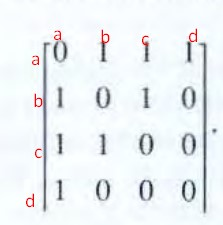 a b c d
a 0 1 1 1
b 1 0 1 0
c 1 1 0 0
d 1 0 0 0 .